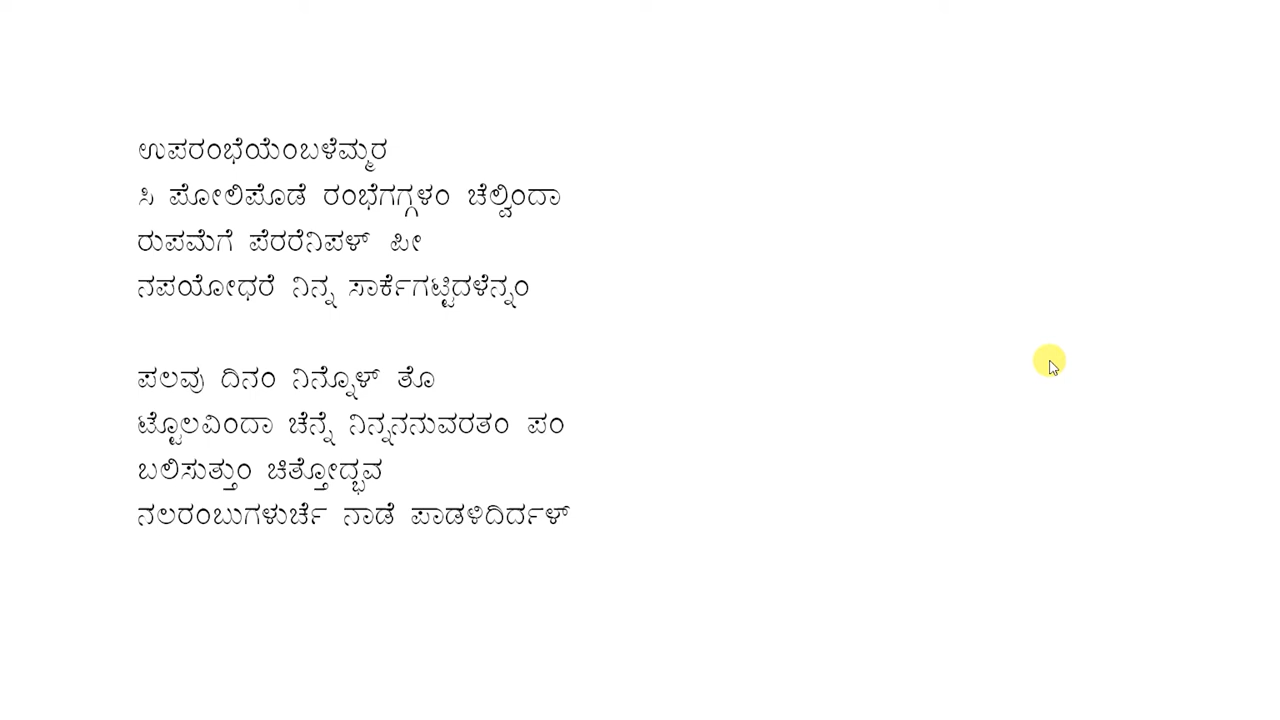 ಉಪರಂಭೆಯೆಂಬಳೆಮ್ಮರ
ಸಿ ಪೋಲಿಪೊಡೆ ರಂಭೆಗಗ್ಗಳಂ ಚೆಲ್ವಿಂದಾ
ರುಪಮೆಗೆ ಪೆರರೆನಿಪಳ್ ಪೀ
ನಪಯೋಧರೆ ನಿನ್ನ ಸಾರ್ಕೆಗಟ್ಟಿದಳೆನ್ನಂ
ಪಲವು ದಿನಂ ನಿನ್ನೊಳ್ ತೊ
ಟ್ಟೊಲವಿಂದಾ ಚೆನ್ನೆ ನಿನ್ನನನುವರತಂ ಪಂ
ಬಲಿಸುತ್ತುಂ ಚಿತ್ತೋದ್ಭವ
ನಲರಂಬುಗಳುರ್ಚೆ ನಾಡೆ ಪಾಡಳಿದಿರ್ದಳ್